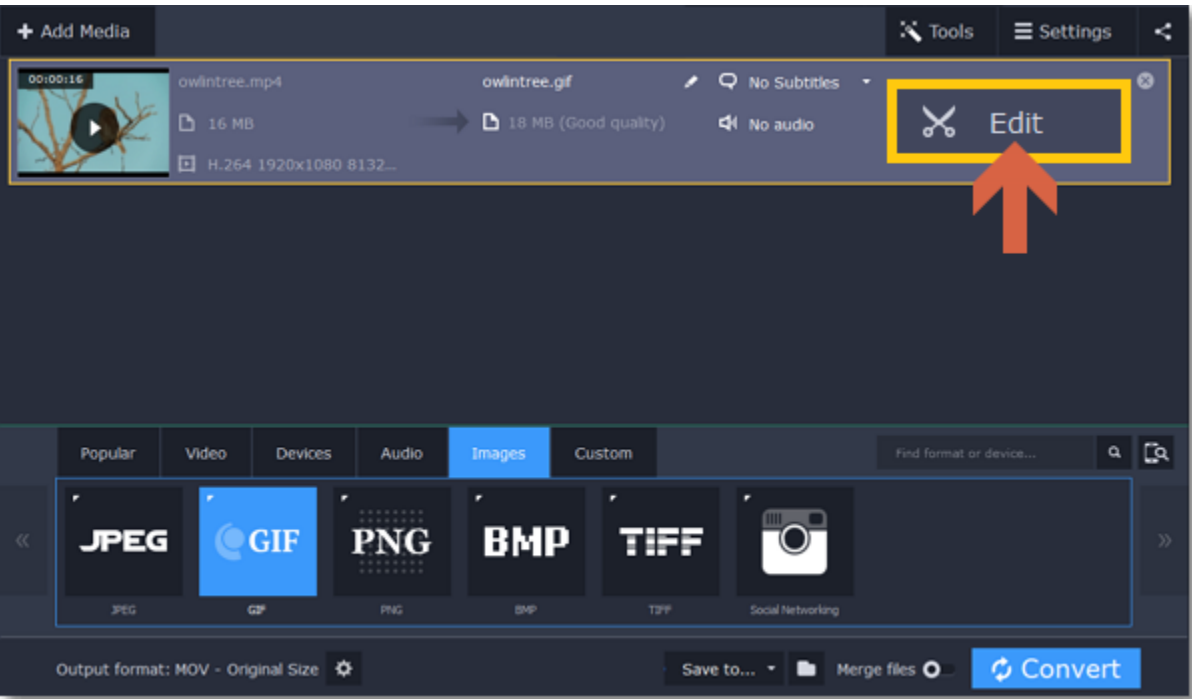 + Add Media
Tools
Settings
00:00:16
owlintree.mp4
owlintree.gif
No Subtitles
16 MB
18 MB (Good quality)
No audio
Edit
H.264 1920x1080 8132...
Popular
Video
Devices
Audio
Images
Custom
Find format or device...
JPEG
GIF
PNG
BMP
TIFF
JPEG
GIF
PNG
BMP
TIFF
Social Networking
Output format: MOV - Original Size
Save to...
Merge files
Convert